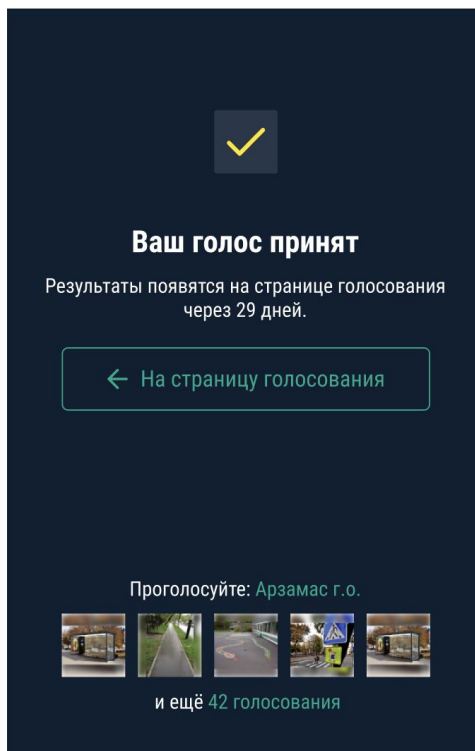 Ваш голос принят
Результаты появятся на странице голосования
через 29 дней.
← На страницу голосования
Проголосуйте: Арзамас г.о.
и ещё 42 голосования